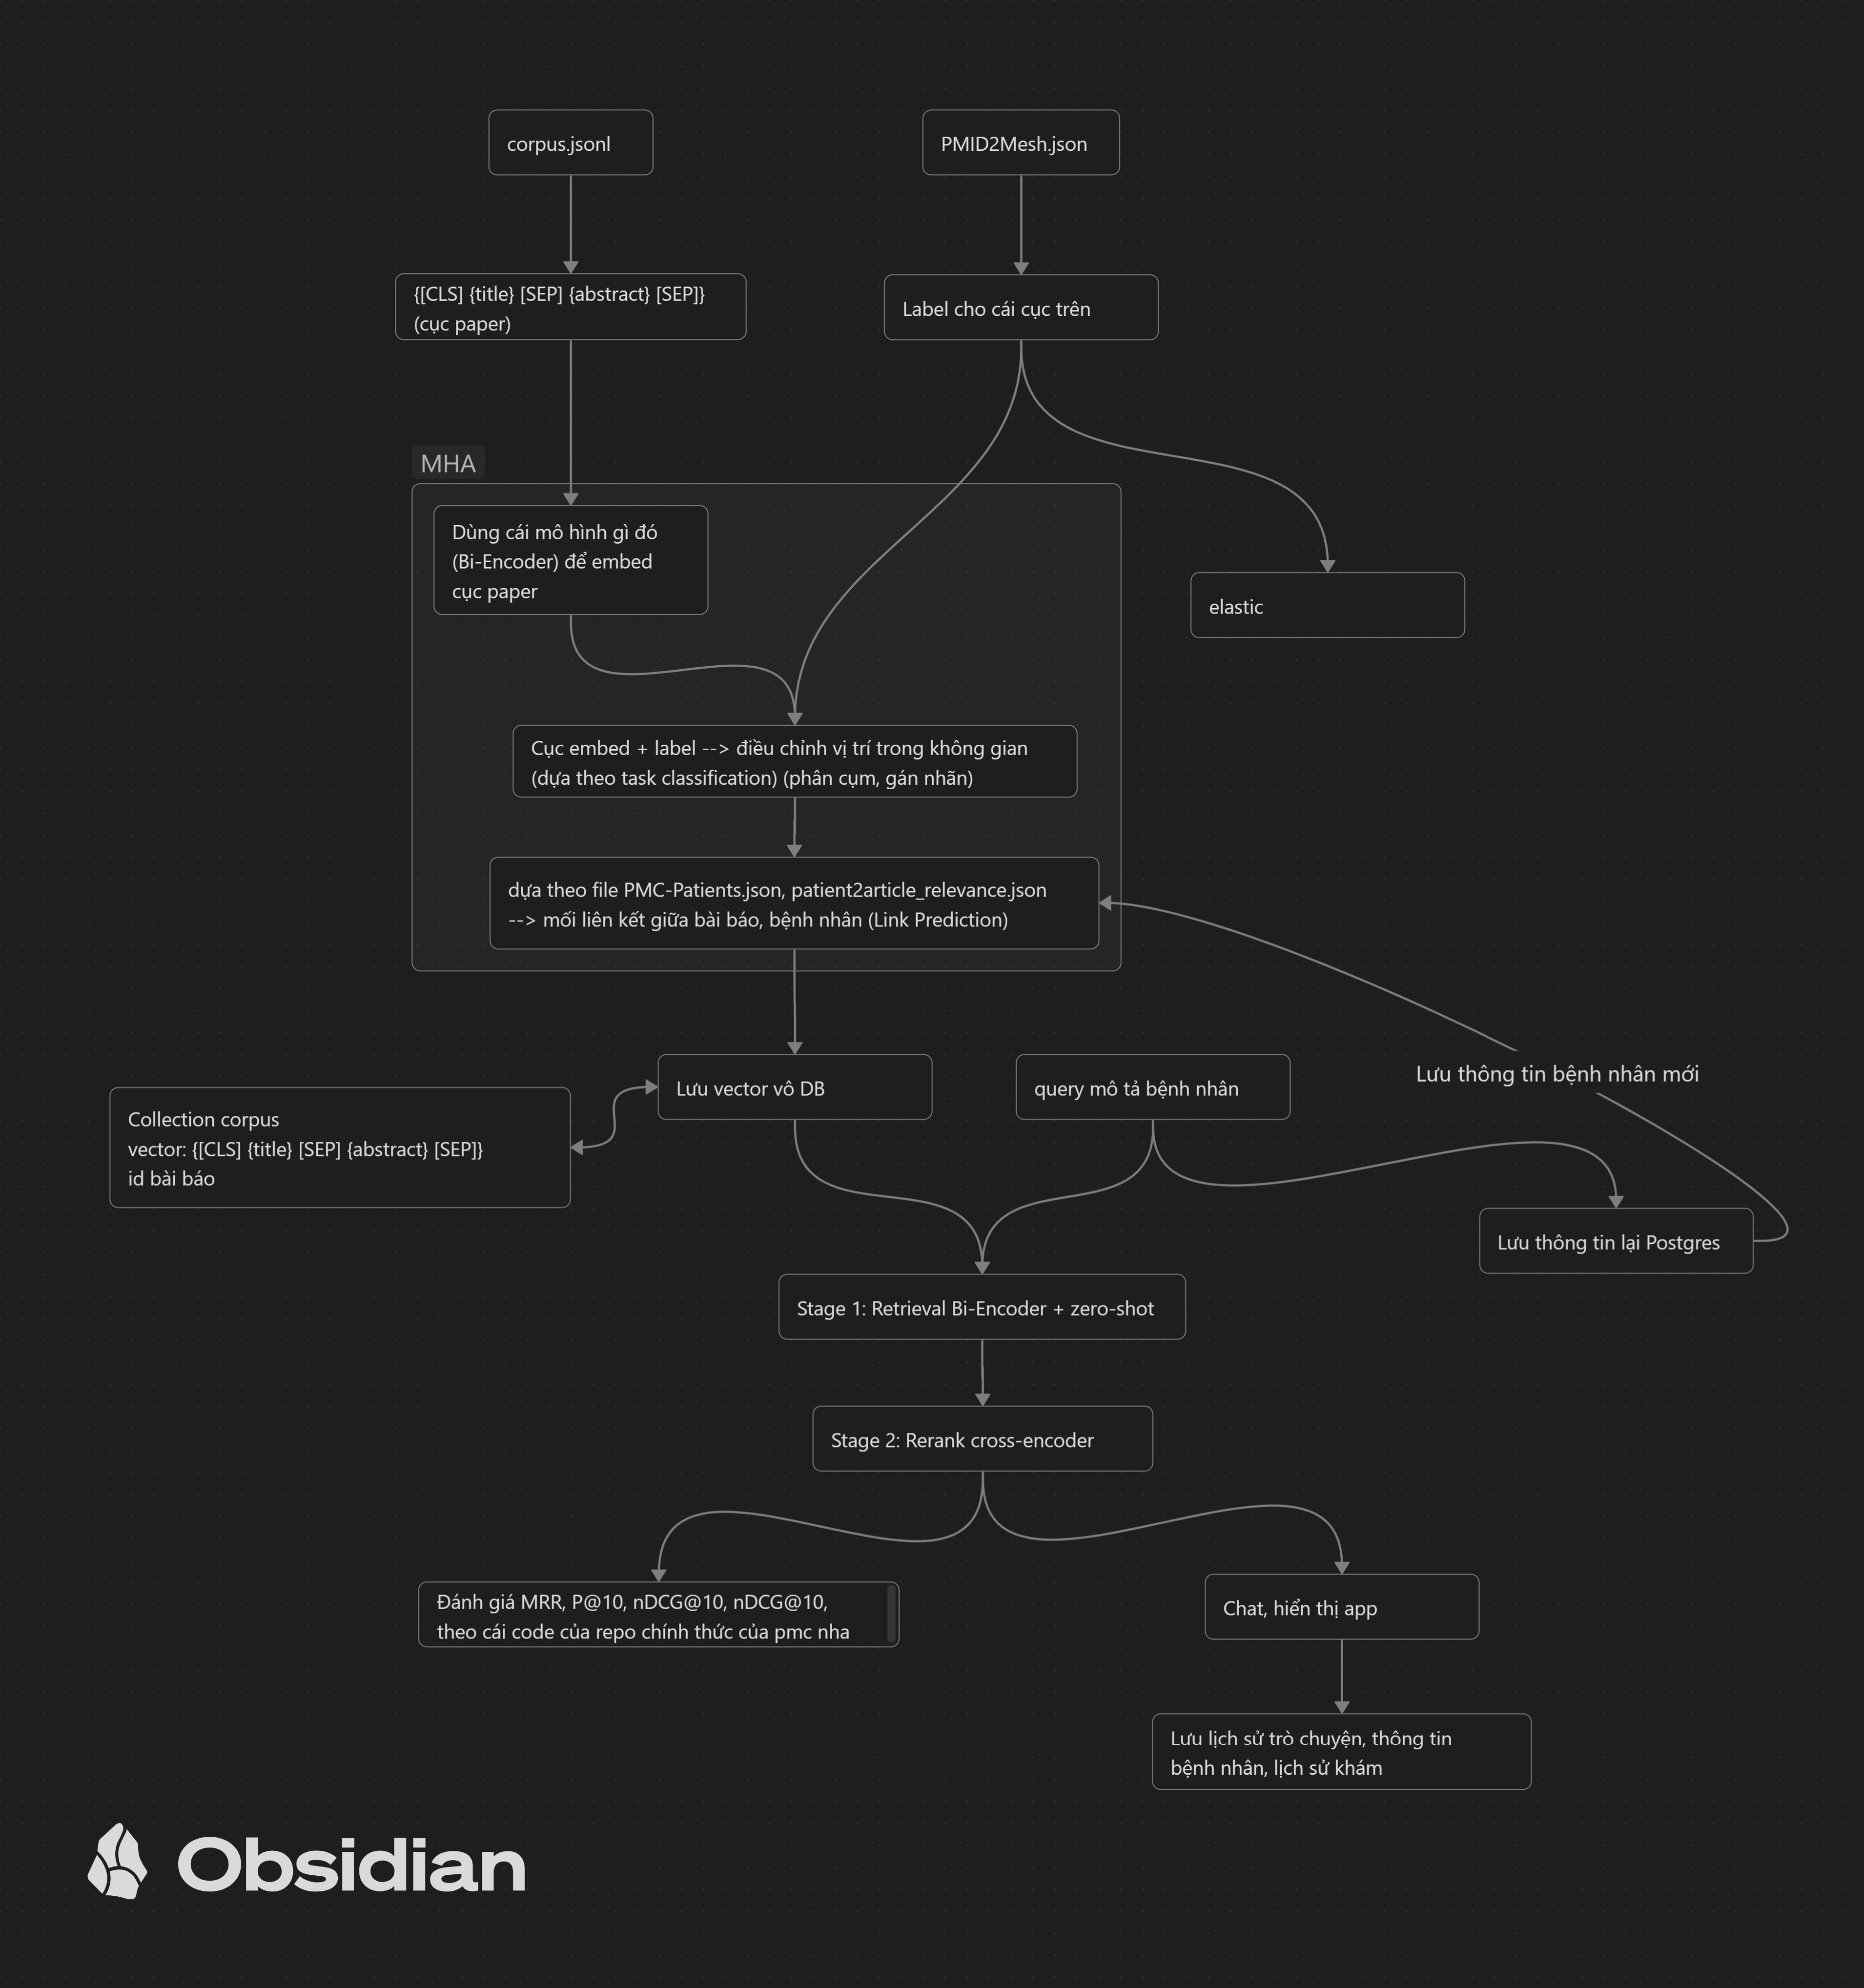 corpus.jsonl
PMID2Mesh.json
{[CLS] {title} [SEP] {abstract} [SEP]}
(cục paper)
Label cho cái cục trên
MHA
Dùng cái mô hình gì đó
(Bi-Encoder) để embed
cục paper
elastic
Cục embed + label --> điều chỉnh vị trí trong không gian
(dựa theo task classification) (phân cụm, gán nhãn)
dựa theo file PMC-Patients.json, patient2article_relevance.json
--> mối liên kết giữa bài báo, bệnh nhân (Link Prediction)
Lưu vector vô DB
query mô tả bệnh nhân
Lưu thông tin bệnh nhân mới
Collection corpus
vector: {[CLS] {title} [SEP] {abstract} [SEP]}
id bài báo
Lưu thông tin lại Postgres
Stage 1: Retrieval Bi-Encoder + zero-shot
Stage 2: Rerank cross-encoder
Đánh giá MRR, P@10, nDCG@10, nDCG@10,
theo cái code của repo chính thức của pmc nha
Chat, hiển thị app
Lưu lịch sử trò chuyện, thông tin
bệnh nhân, lịch sử khám
Obsidian